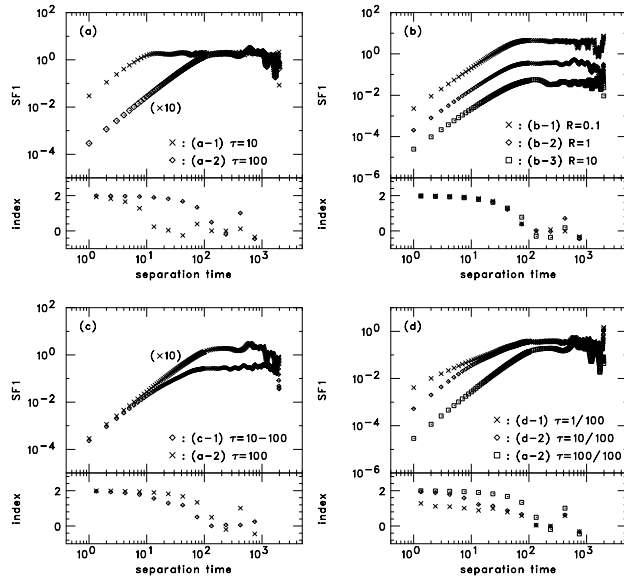 (a)
10²
10⁰
10⁻²
10⁻⁴
SF1
(×10)
× : (a-1) τ=10
◇ : (a-2) τ=100
2
0
index
10⁰ 10¹ 10² 10³
separation time
(b)
10²
10⁰
10⁻²
10⁻⁴
10⁻⁶
SF1
× : (b-1) R=0.1
◇ : (b-2) R=1
□ : (b-3) R=10
2
0
index
10⁰ 10¹ 10² 10³
separation time
(c)
10²
10⁰
10⁻²
10⁻⁴
SF1
(×10)
◇ : (c-1) τ=10-100
× : (a-2) τ=100
2
0
index
10⁰ 10¹ 10² 10³
separation time
(d)
10⁰
10⁻²
10⁻⁴
10⁻⁶
SF1
× : (d-1) τ=1/100
◇ : (d-2) τ=10/100
□ : (a-2) τ=100/100
2
0
index
10⁰ 10¹ 10² 10³
separation time